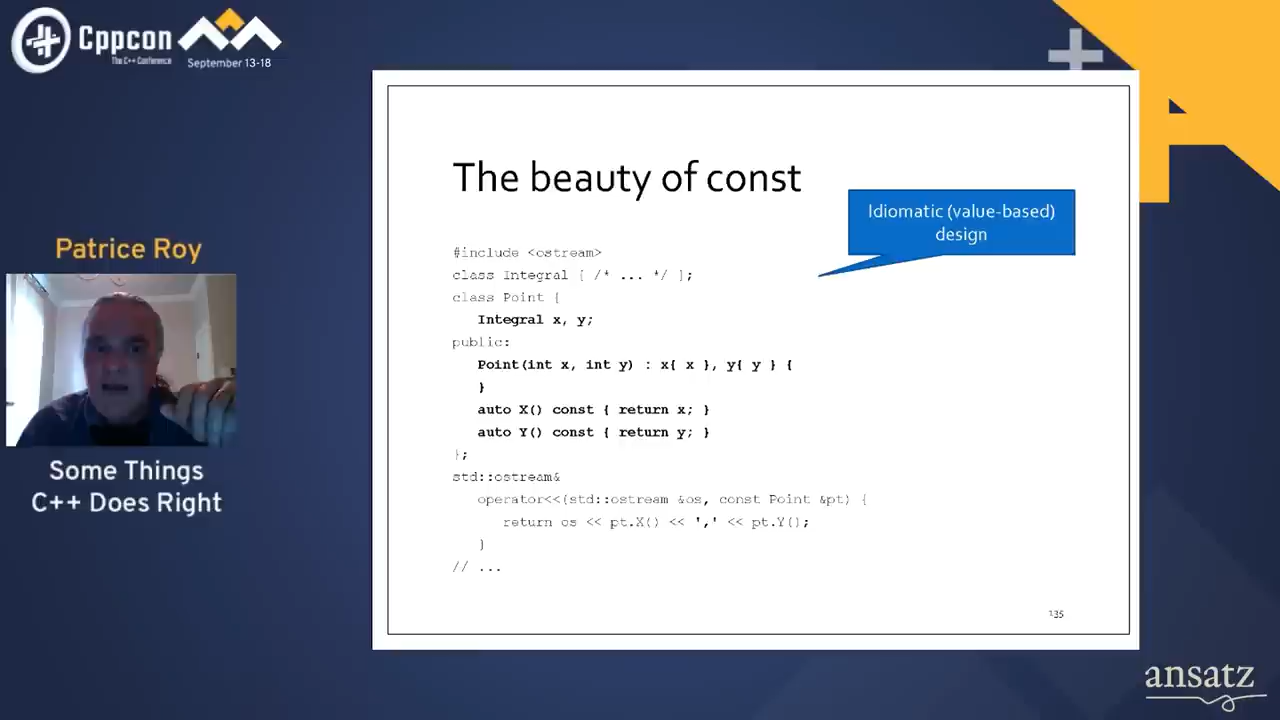 Cppcon
The C++ Conference
September 13-18
Patrice Roy
Some Things
C++ Does Right
The beauty of const
Idiomatic (value-based)
design
#include <ostream>
class Integral { /* ... */ };
class Point {
Integral x, y;
public:
Point(int x, int y) : x{ x }, y{ y } {
}
auto X() const { return x; }
auto Y() const { return y; }
};
std::ostream&
operator<<(std::ostream &os, const Point &pt) {
return os << pt.X() << ',' << pt.Y();
}
// ...
135
ansatz